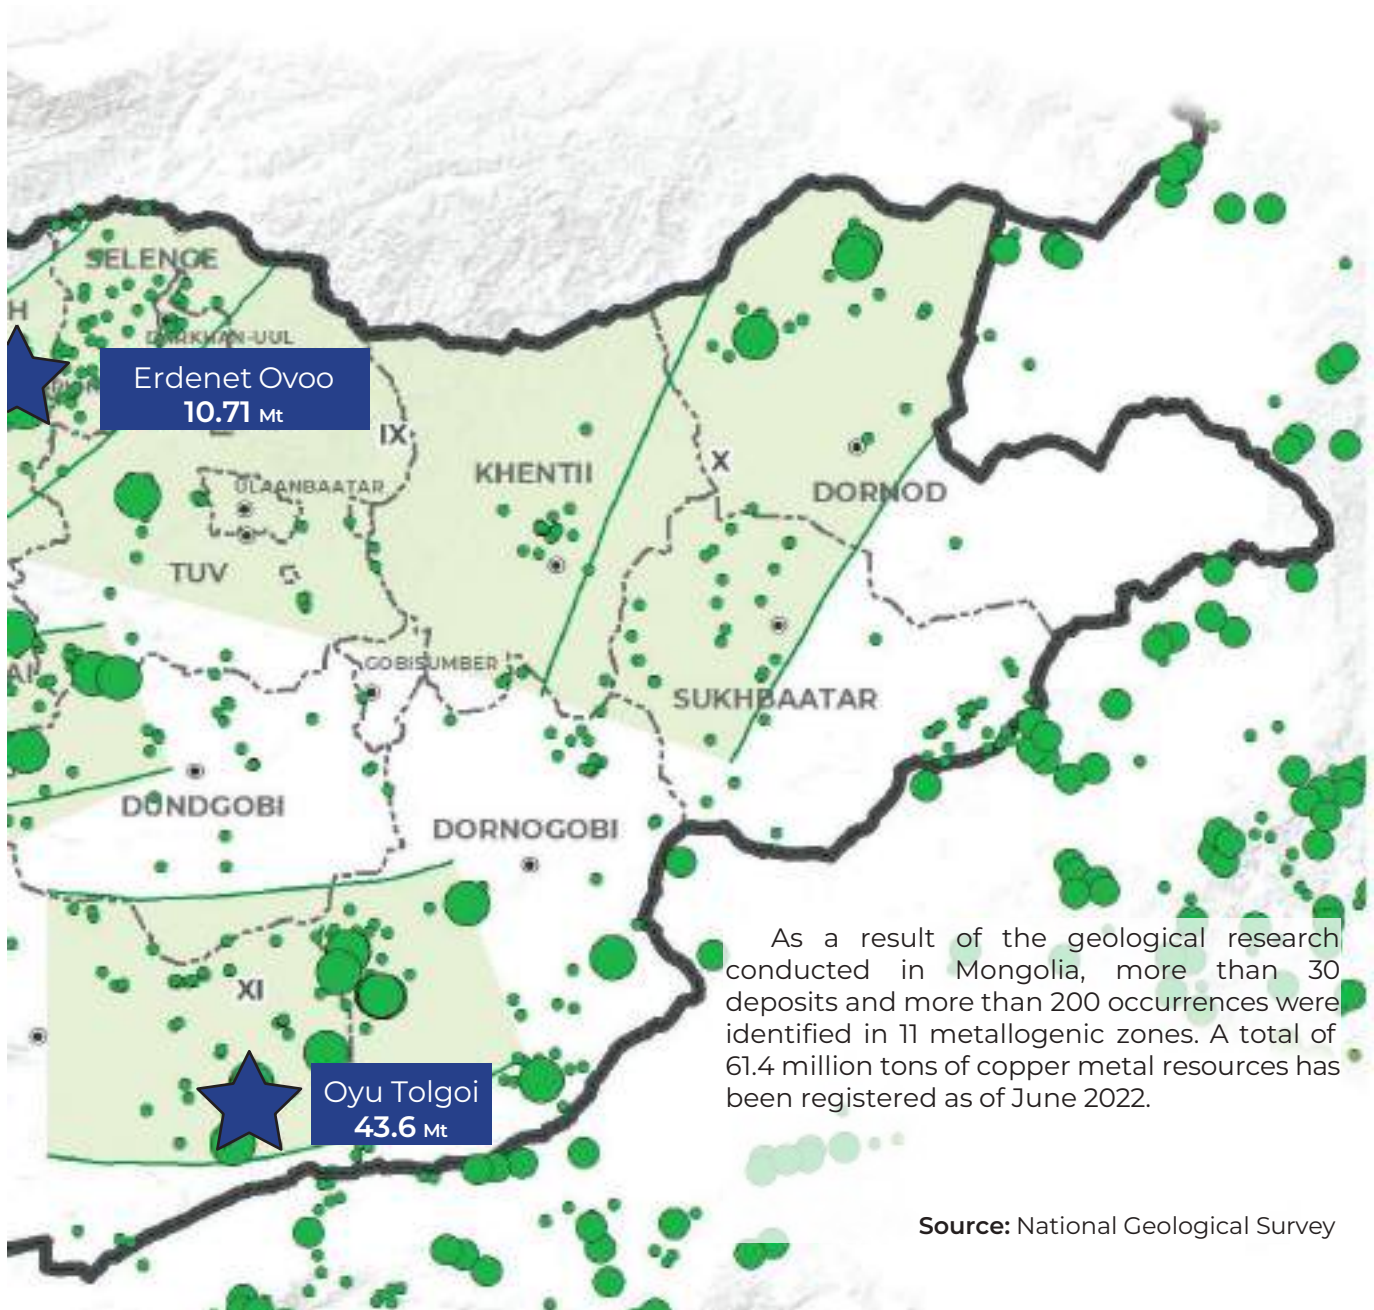 SELENGE
H
DARKHAN-UUL
Erdenet Ovoo
10.71 Mt
IX
KHENTII
X
ULAANBAATAR
DORNOD
TUV
GOBISUMBER
AI
SUKHBAATAR
DUNDGOBI
DORNOGOBI
As a result of the geological research
conducted in Mongolia, more than 30
deposits and more than 200 occurrences were
identified in 11 metallogenic zones. A total of
61.4 million tons of copper metal resources has
been registered as of June 2022.
XI
Oyu Tolgoi
43.6 Mt
Source: National Geological Survey